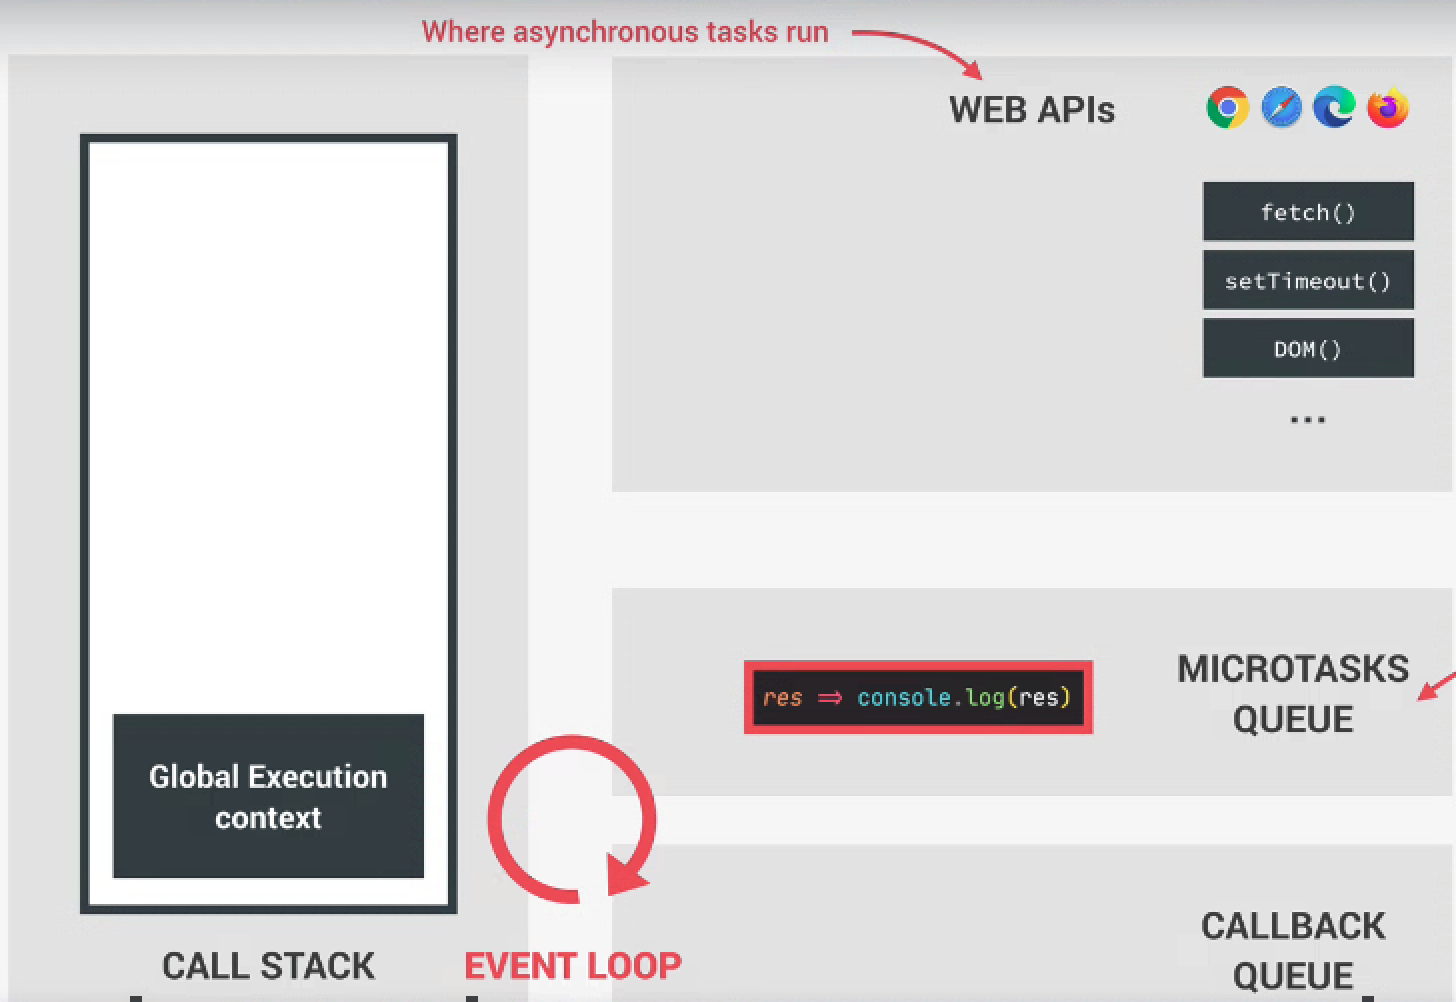 Where asynchronous tasks run
WEB APIs
fetch()
setTimeout()
DOM()
...
res => console.log(res)
MICROTASKS
QUEUE
Global Execution
context
CALLBACK
QUEUE
CALL STACK
EVENT LOOP